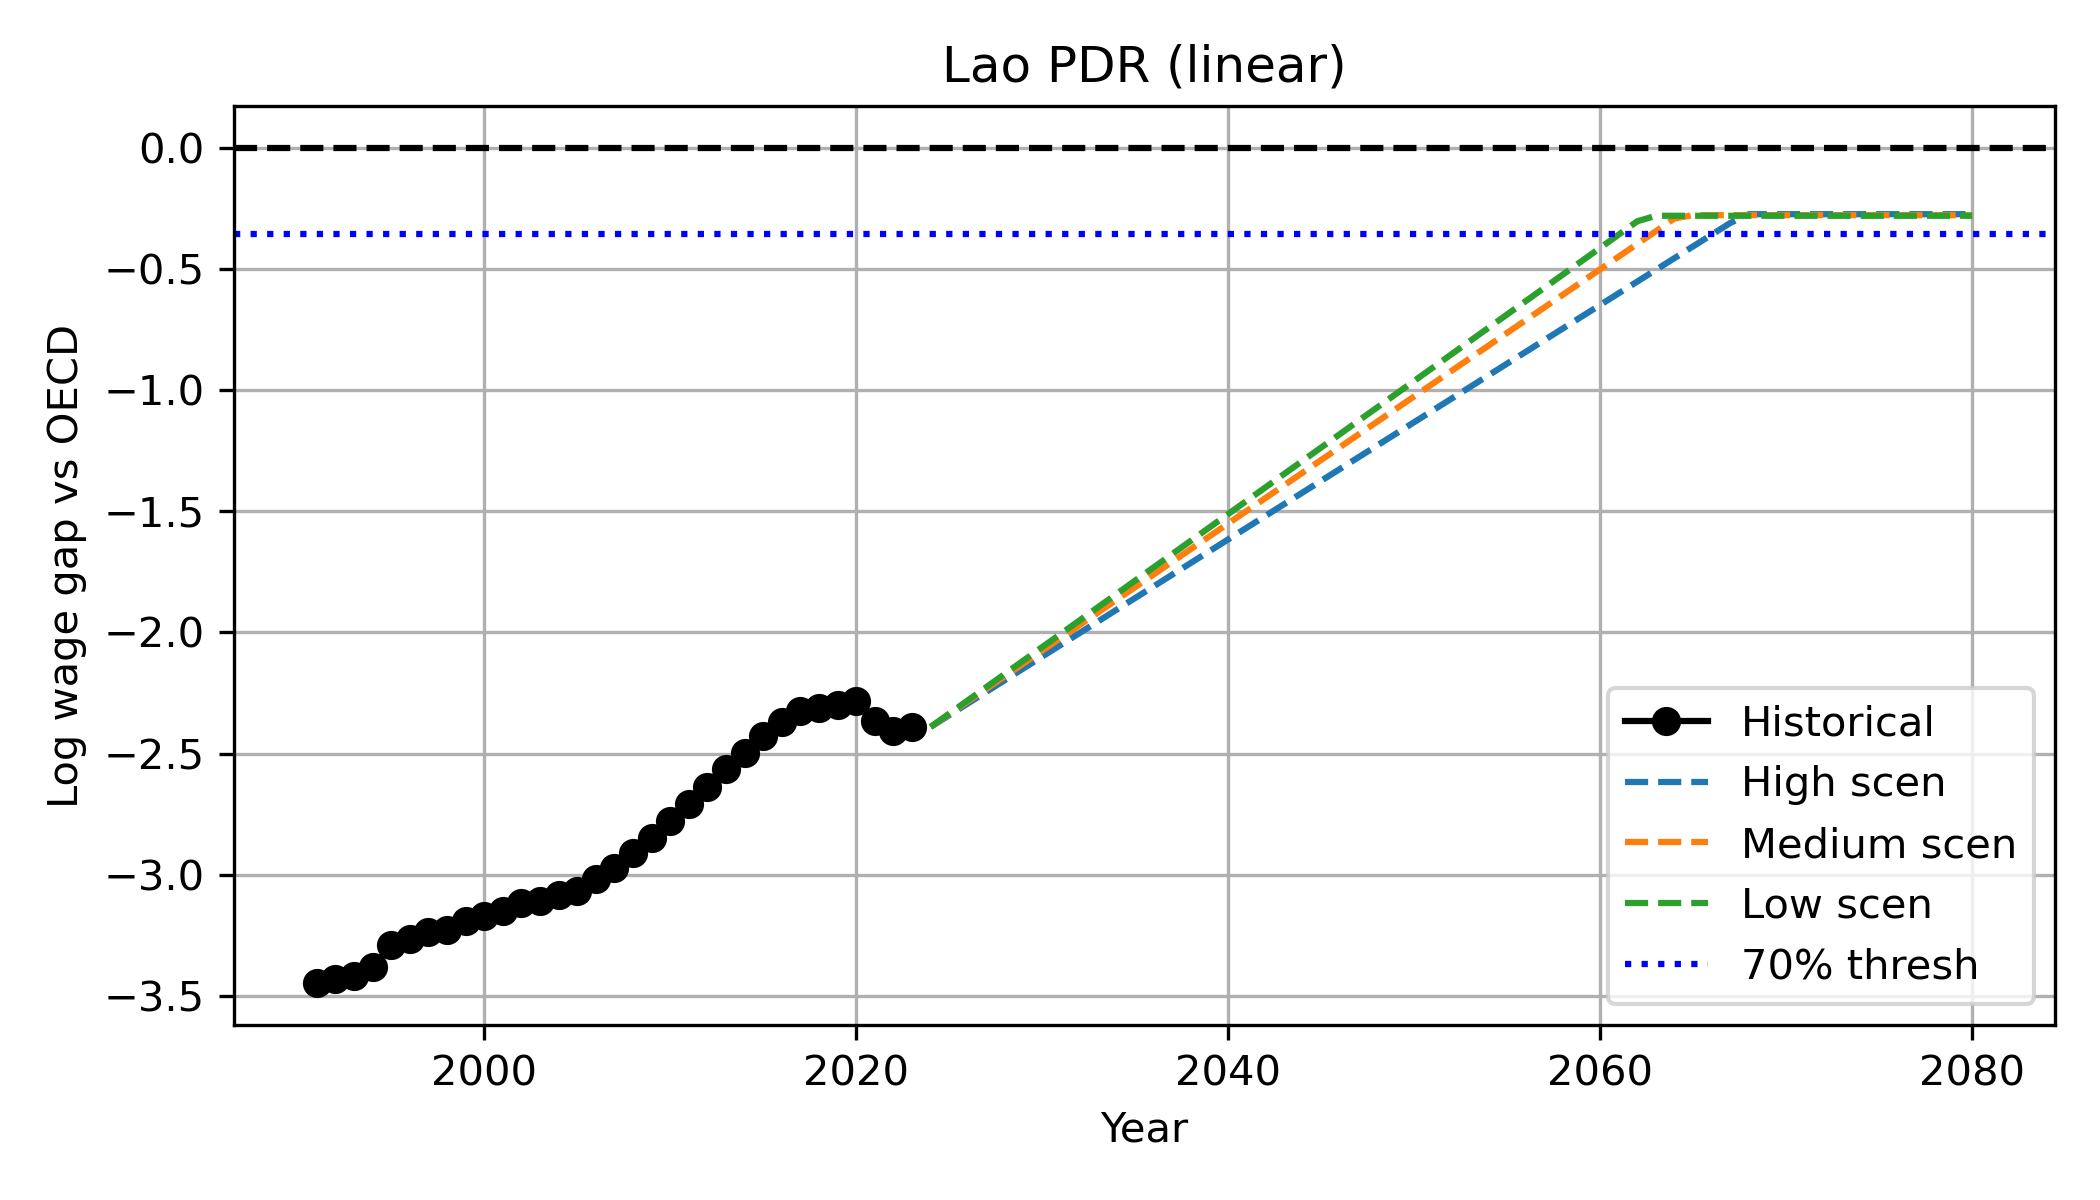 Lao PDR (linear)
Log wage gap vs OECD
0.0
−0.5
−1.0
−1.5
−2.0
−2.5
−3.0
−3.5
Historical
High scen
Medium scen
Low scen
70% thresh
2000
2020
2040
2060
2080
Year